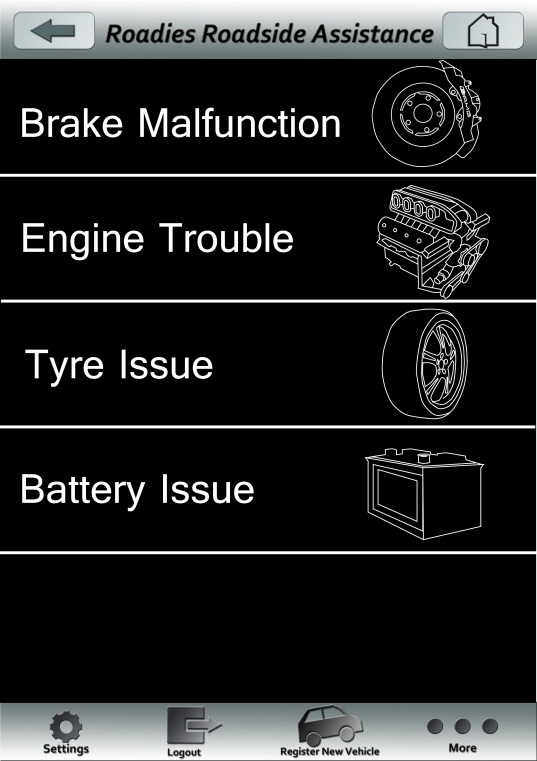 Roadies Roadside Assistance
Brake Malfunction
Engine Trouble
Tyre Issue
Battery Issue
Settings
Logout
Register New Vehicle
More